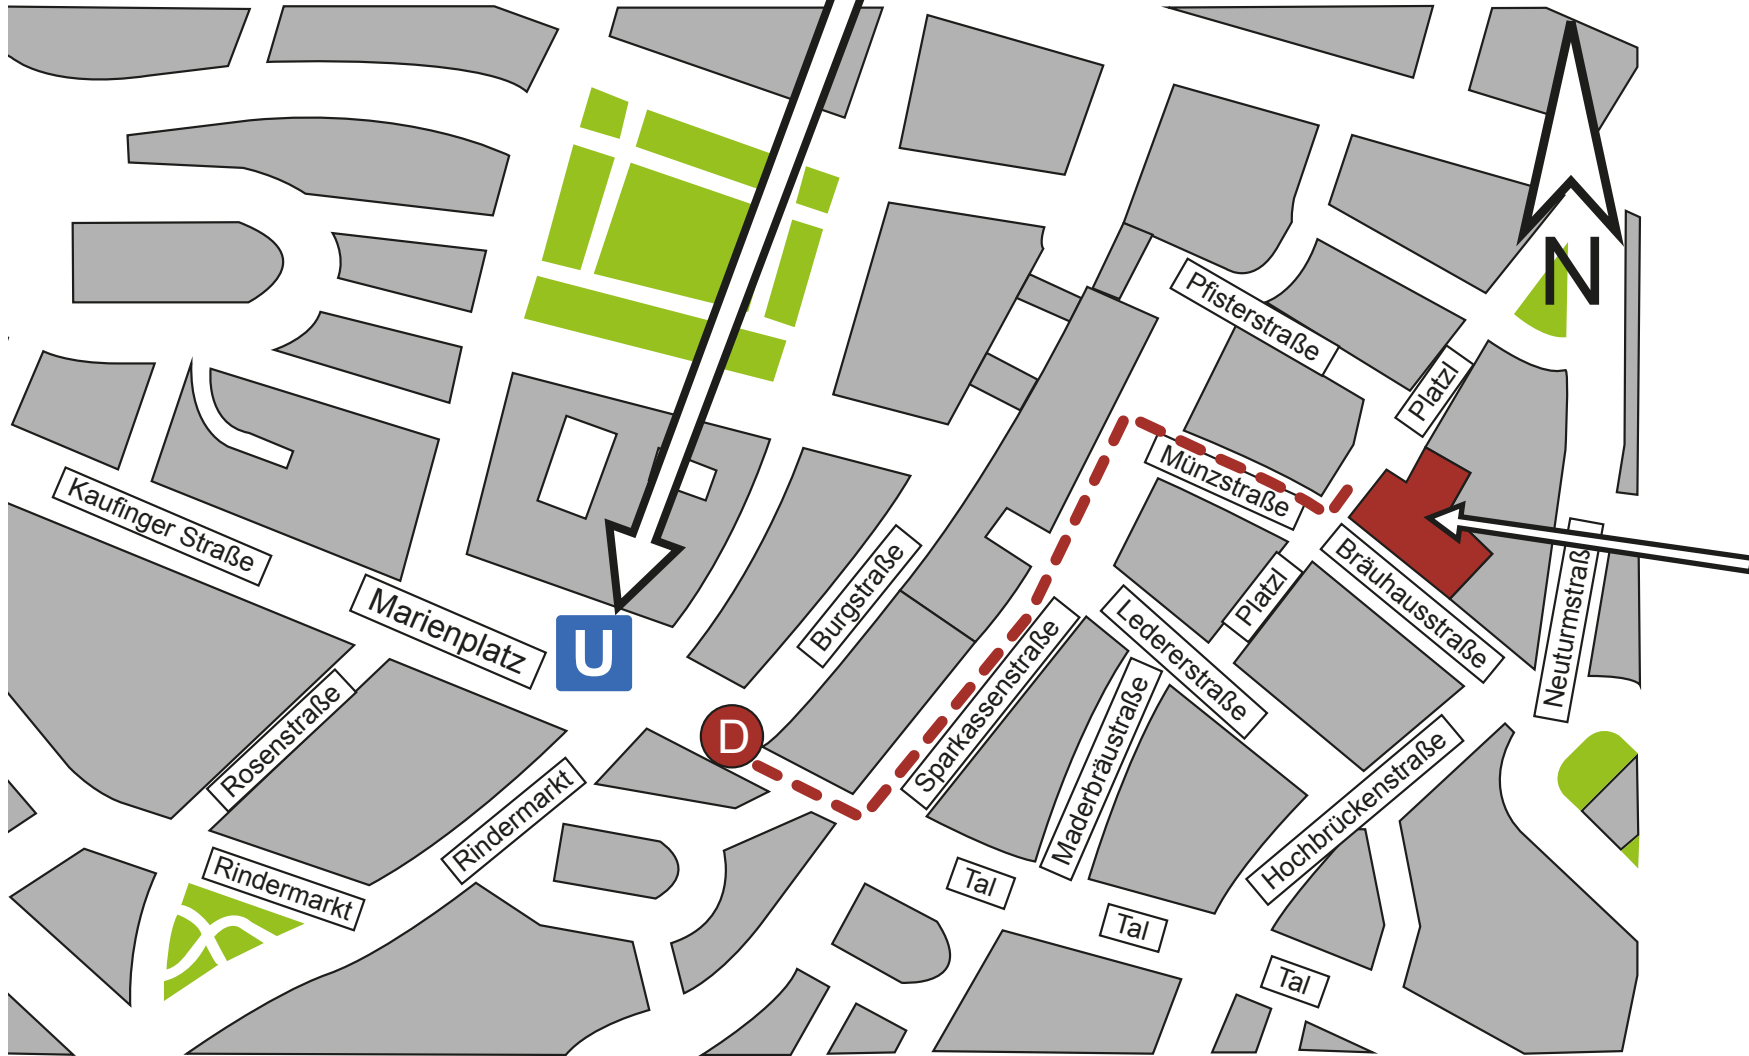 N
Pfisterstraße
Platzl
Münzstraße
Kaufinger Straße
Marienplatz
U
Burgstraße
Bräuhausstraße
Platzl
Neuturmstraße
Ledererstraße
Sparkassenstraße
Maderbräustraße
Rosenstraße
D
Hochbrückenstraße
Rindermarkt
Rindermarkt
Tal
Tal
Tal